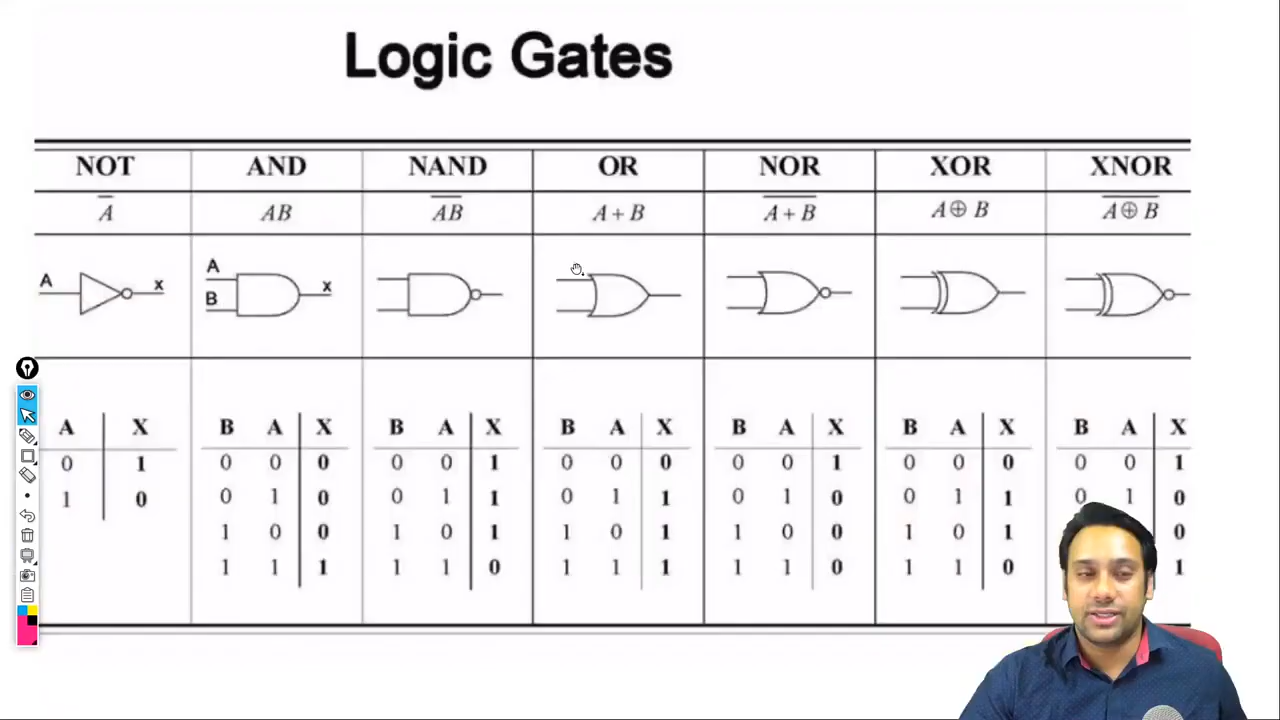 Logic Gates
NOT AND NAND OR NOR XOR XNOR
A̅ AB A̅B̅ A + B A̅ ̅+̅ ̅B̅ A ⊕ B A̅ ̅⊕̅ ̅B̅
A x A B x
A X B A X B A X B A X B A X B A X B A X
0 1 0 0 0 0 0 1 0 0 0 0 0 1 0 0 0 0 0 1
1 0 0 1 0 0 1 1 0 1 1 0 1 0 0 1 1 0 1 0
1 0 0 1 0 1 1 0 1 1 0 0 1 0 1 0
1 1 1 1 1 0 1 1 1 1 1 0 1 1 0 1